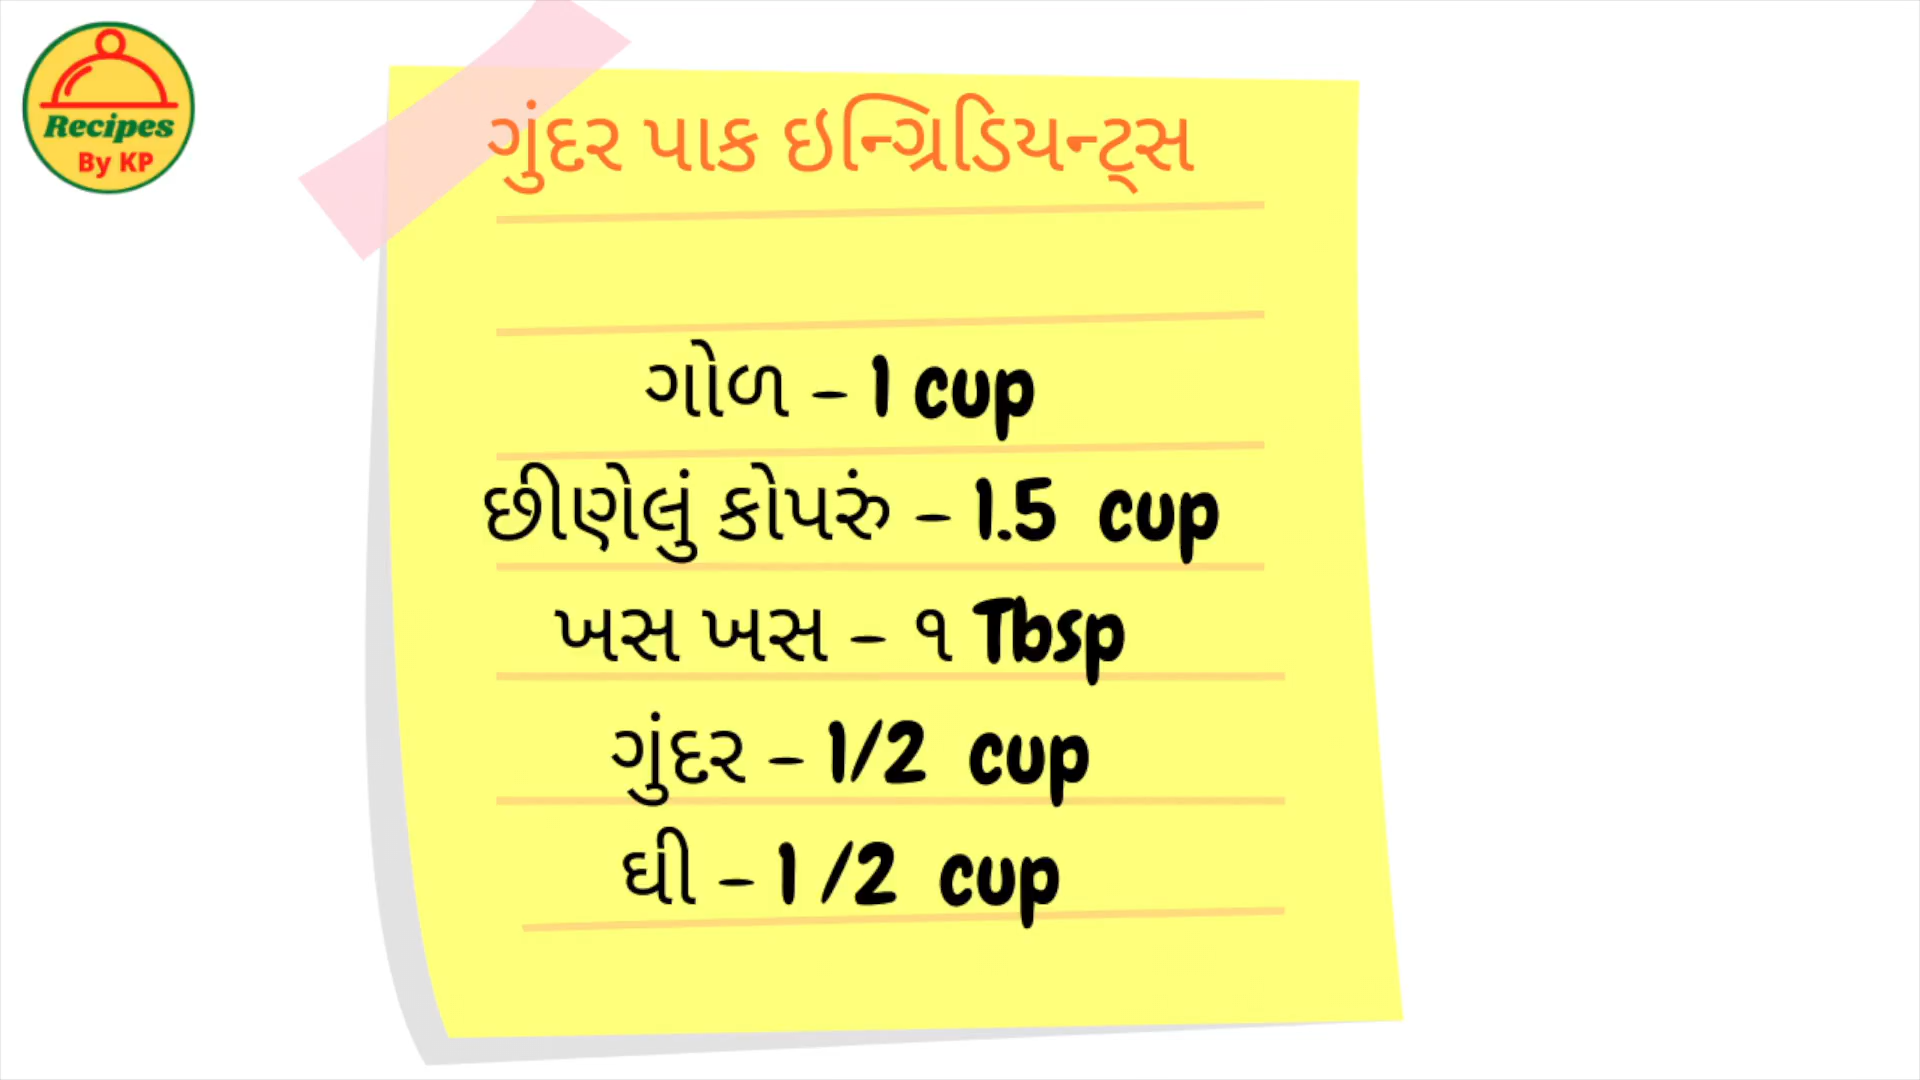 Recipes
By KP
ગુંદર પાક ઇન્ગ્રિડિયન્ટ્સ
ગોળ - 1 cup
છીણેલું કોપરું - 1.5 cup
ખસ ખસ - ૧ Tbsp
ગુંદર - 1/2 cup
ઘી - 1 /2 cup